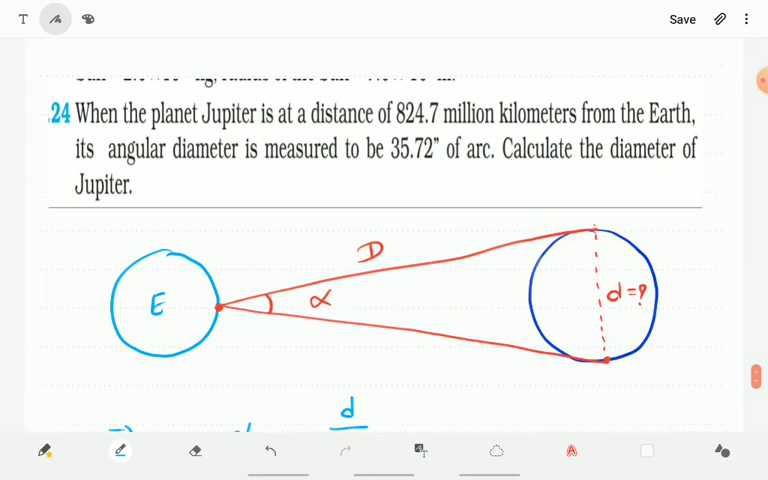 T
Save
.24 When the planet Jupiter is at a distance of 824.7 million kilometers from the Earth,
its angular diameter is measured to be 35.72” of arc. Calculate the diameter of
Jupiter.
D
E
α
d=?
d